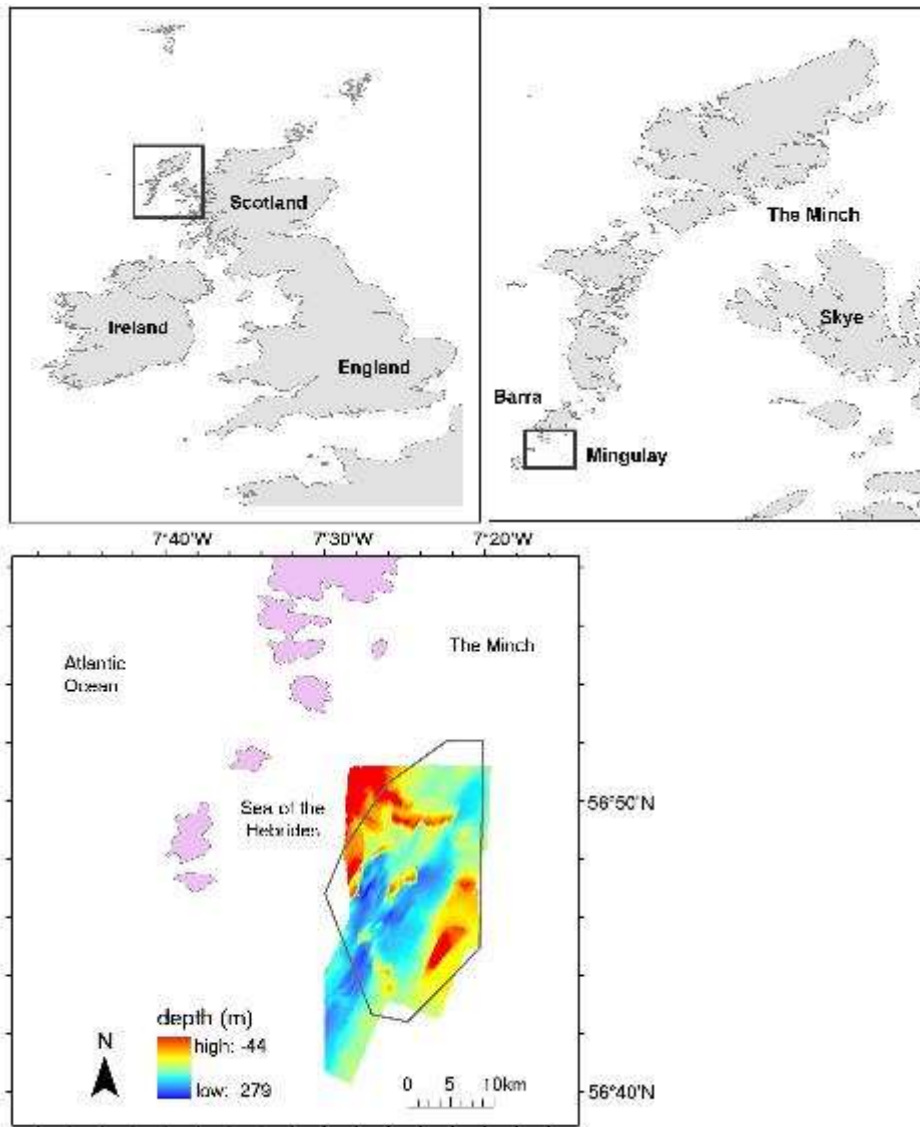 Scotland
Ireland
England
The Minch
Skye
Barra
Mingulay
7°40'W
7°30'W
7°20'W
The Minch
Atlantic
Ocean
56°50'N
Sea of the
Hebrides
depth (m)
N
high: -44
low: -279
0 5 10km
56°40'N